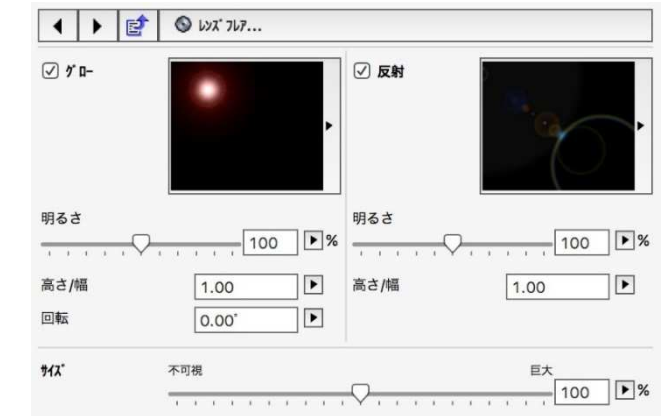 ﾚﾝｽﾞﾌﾚｱ...
ｸﾞﾛｰ
反射
明るさ
100 %
明るさ
100 %
高さ/幅
1.00
高さ/幅
1.00
回転
0.00°
ｻｲｽﾞ
不可視
巨大
100 %